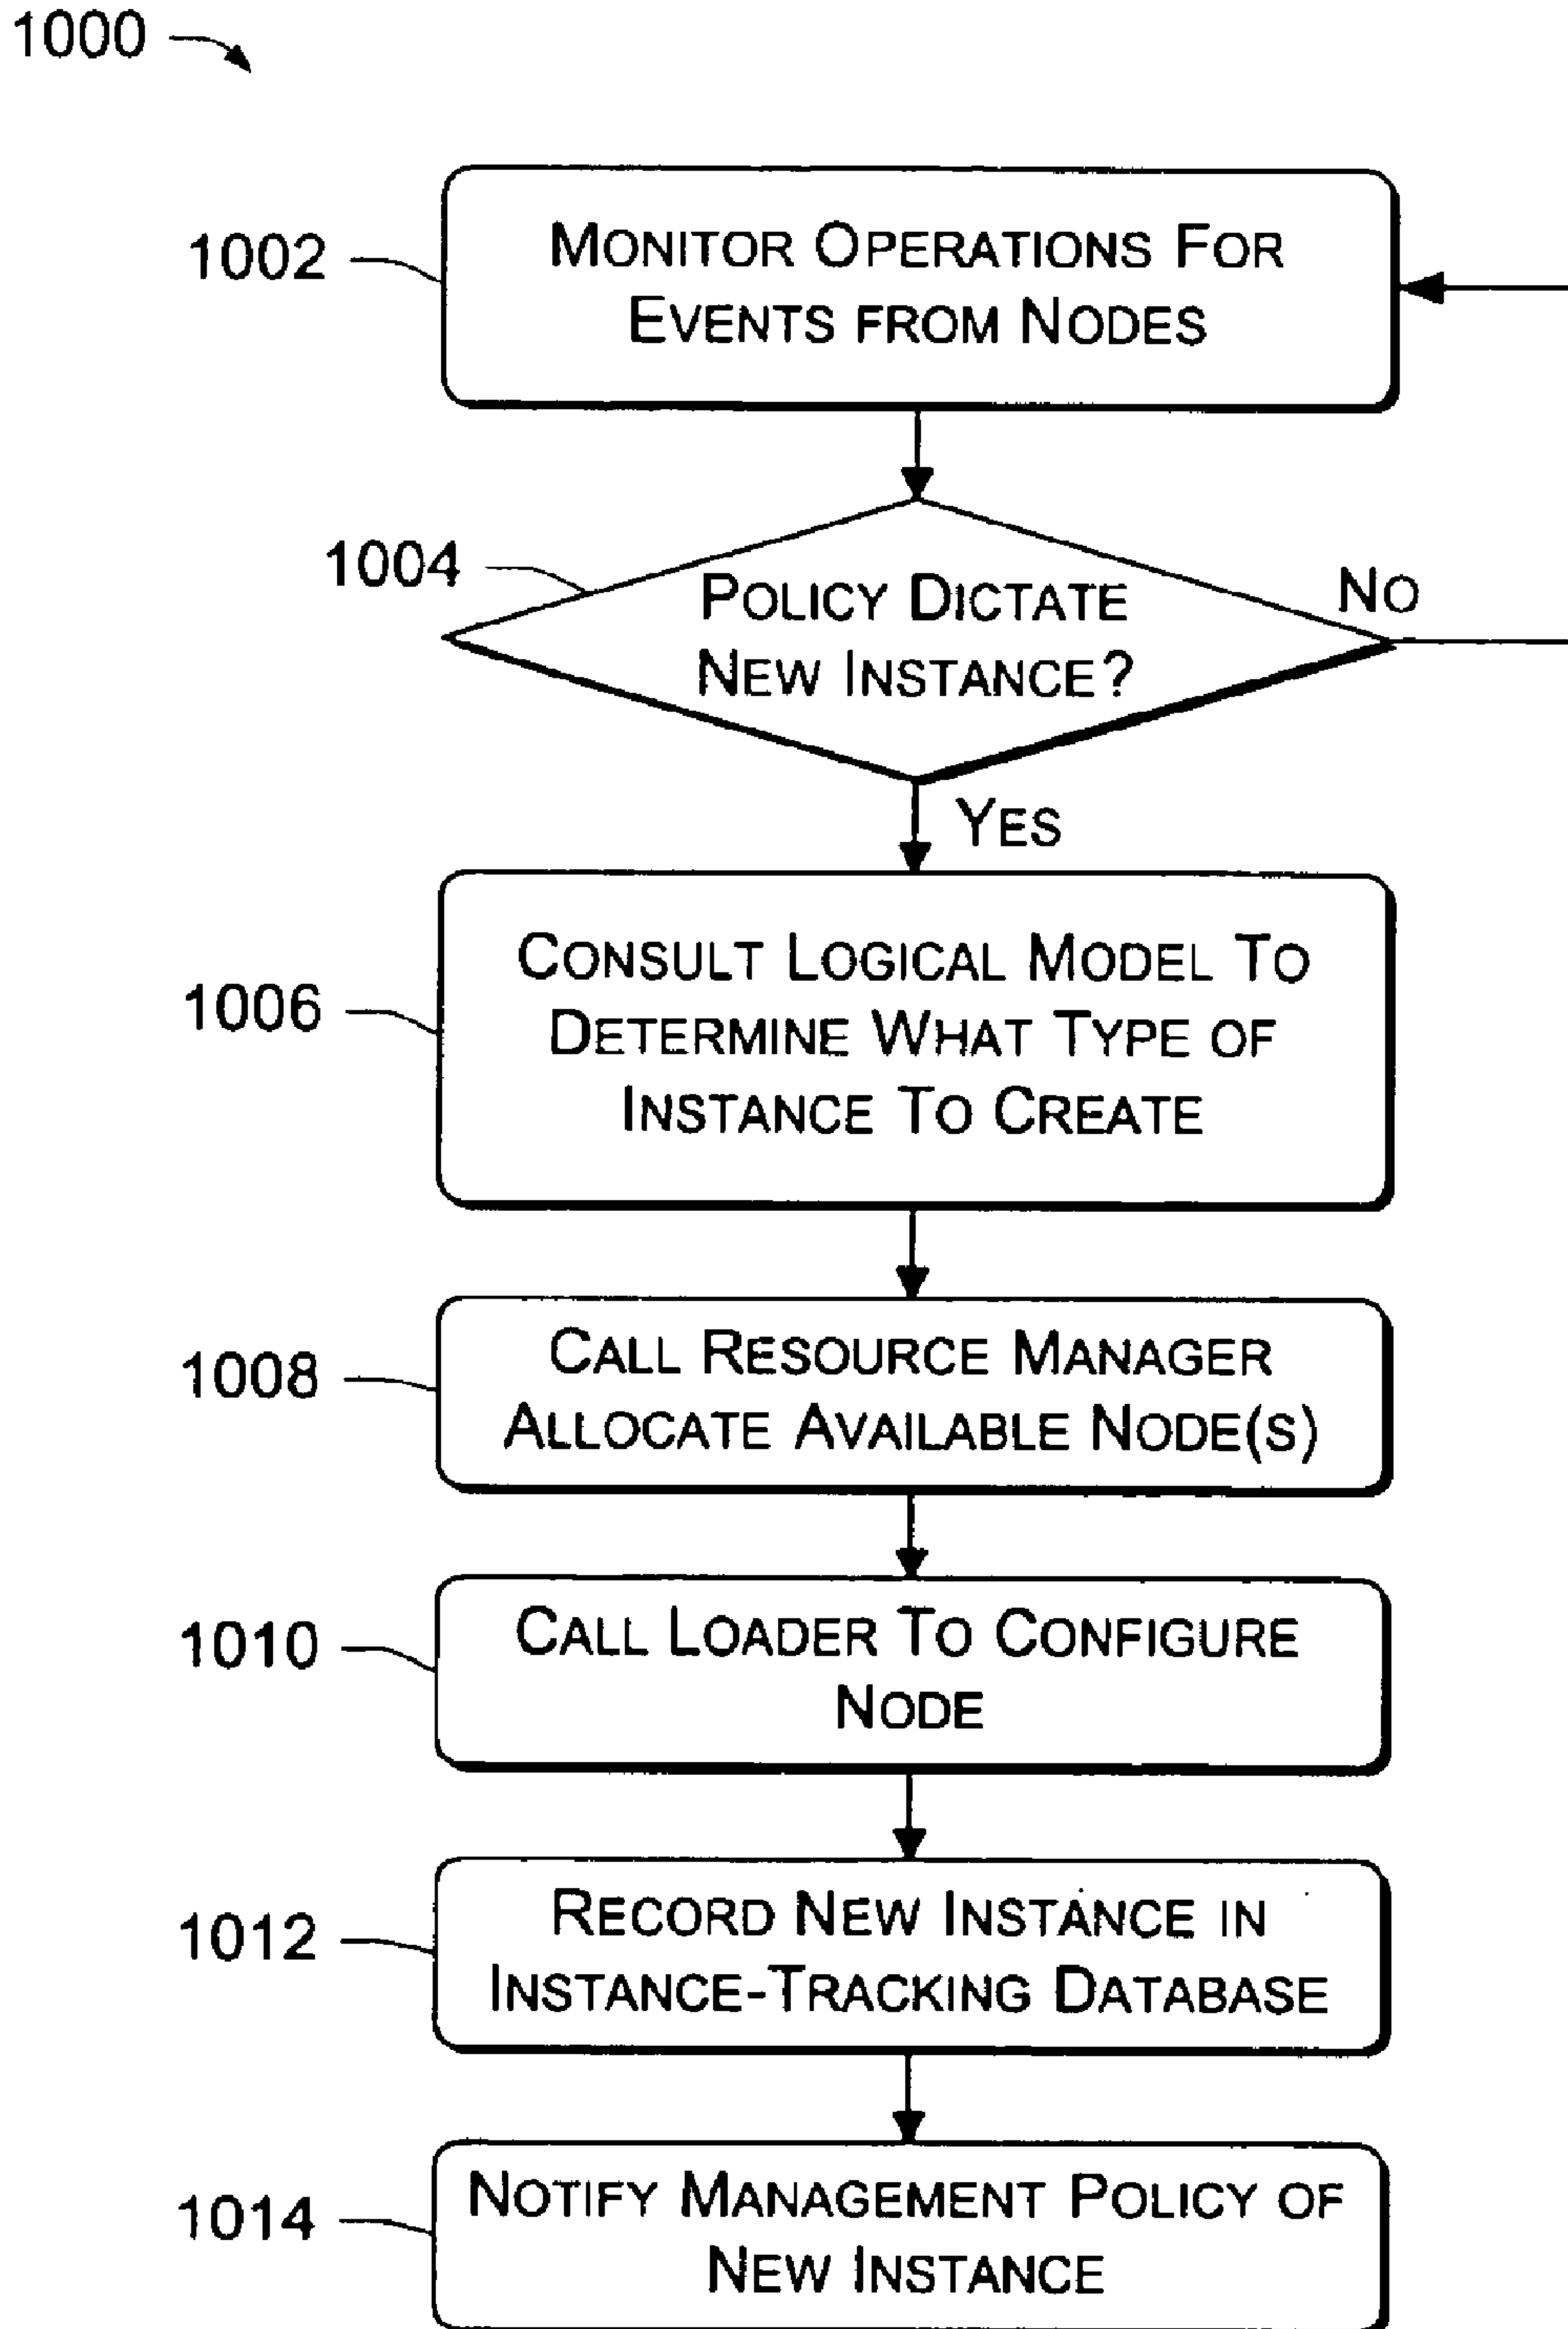 1000
1002
MONITOR OPERATIONS FOR
EVENTS FROM NODES
1004
POLICY DICTATE
NEW INSTANCE?
NO
YES
1006
CONSULT LOGICAL MODEL TO
DETERMINE WHAT TYPE OF
INSTANCE TO CREATE
1008
CALL RESOURCE MANAGER
ALLOCATE AVAILABLE NODE(S)
1010
CALL LOADER TO CONFIGURE
NODE
1012
RECORD NEW INSTANCE IN
INSTANCE-TRACKING DATABASE
1014
NOTIFY MANAGEMENT POLICY OF
NEW INSTANCE